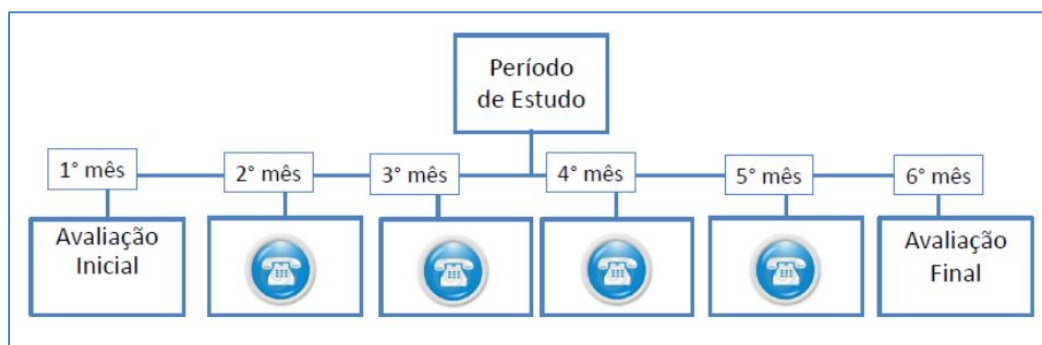 Período
de Estudo
1° mês
2° mês
3° mês
4° mês
5° mês
6° mês
Avaliação
Inicial
Avaliação
Final